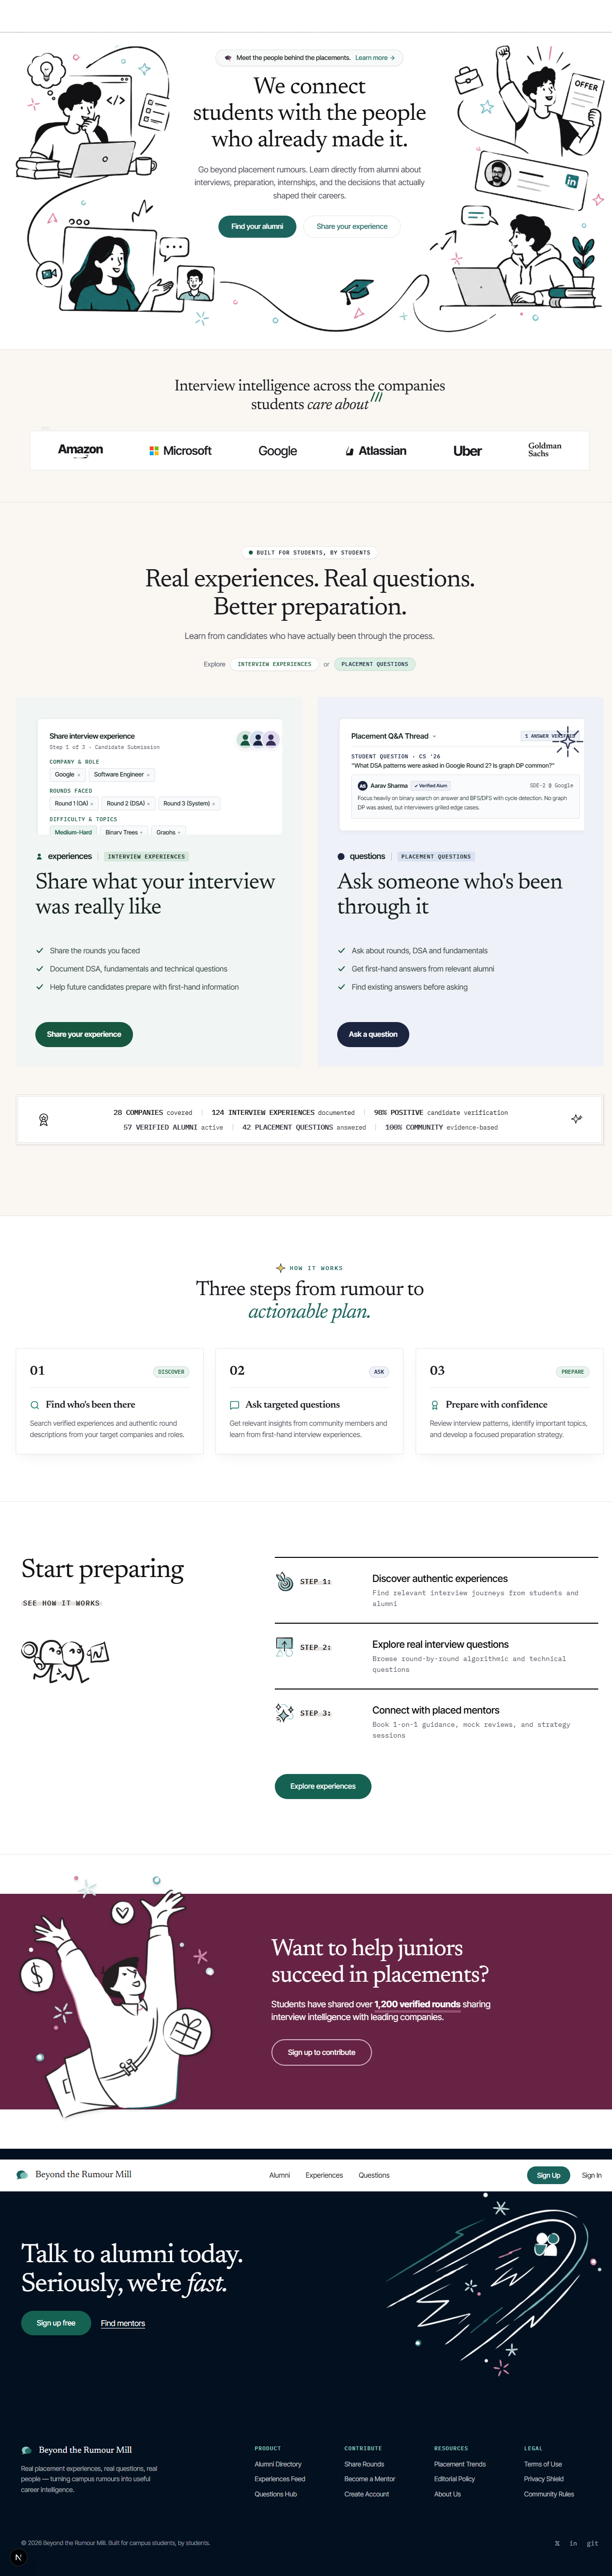 Meet the people behind the placements. Learn more →
We connect
students with the people
who already made it.
Go beyond placement rumours. Learn directly from alumni about
interviews, preparation, internships, and the decisions that actually
shaped their careers.
Find your alumni
Share your experience
OFFER
in
</>
Interview intelligence across the companies
students care about
Amazon
Microsoft
Google
Atlassian
Uber
Goldman
Sachs
BUILT FOR STUDENTS, BY STUDENTS
Real experiences. Real questions.
Better preparation.
Learn from candidates who have actually been through the process.
Explore INTERVIEW EXPERIENCES or PLACEMENT QUESTIONS
Share interview experience
Step 1 of 3 · Candidate Submission
COMPANY & ROLE
Google × Software Engineer ×
ROUNDS FACED
Round 1 (OA) × Round 2 (DSA) × Round 3 (System) ×
DIFFICULTY & TOPICS
Medium-Hard Binary Trees × Graphs ×
experiences | INTERVIEW EXPERIENCES
Share what your interview
was really like
Share the rounds you faced
Document DSA, fundamentals and technical questions
Help future candidates prepare with first-hand information
Share your experience
Placement Q&A Thread
1 ANSWER VERIFIED
STUDENT QUESTION · CS '26
"What DSA patterns were asked in Google Round 2? Is graph DP common?"
AS Aarav Sharma ✓ Verified Alum SDE-2 @ Google
Focus heavily on binary search on answer and BFS/DFS with cycle detection. No graph
DP was asked, but interviewers grilled edge cases.
questions | PLACEMENT QUESTIONS
Ask someone who's been
through it
Ask about rounds, DSA and fundamentals
Get first-hand answers from relevant alumni
Find existing answers before asking
Ask a question
28 COMPANIES covered | 124 INTERVIEW EXPERIENCES documented | 98% POSITIVE candidate verification
57 VERIFIED ALUMNI active | 42 PLACEMENT QUESTIONS answered | 100% COMMUNITY evidence-based
HOW IT WORKS
Three steps from rumour to
actionable plan.
01 DISCOVER
Find who's been there
Search verified experiences and authentic round
descriptions from your target companies and roles.
02 ASK
Ask targeted questions
Get relevant insights from community members and
learn from first-hand interview experiences.
03 PREPARE
Prepare with confidence
Review interview patterns, identify important topics,
and develop a focused preparation strategy.
Start preparing
SEE HOW IT WORKS
STEP 1:
Discover authentic experiences
Find relevant interview journeys from students and
alumni
STEP 2:
Explore real interview questions
Browse round-by-round algorithmic and technical
questions
STEP 3:
Connect with placed mentors
Book 1-on-1 guidance, mock reviews, and strategy
sessions
Explore experiences
$
Want to help juniors
succeed in placements?
Students have shared over 1,200 verified rounds sharing
interview intelligence with leading companies.
Sign up to contribute
Beyond the Rumour Mill
Alumni Experiences Questions
Sign Up Sign In
Talk to alumni today.
Seriously, we're fast.
Sign up free Find mentors
Beyond the Rumour Mill
Real placement experiences, real questions, real
people — turning campus rumours into useful
career intelligence.
PRODUCT
Alumni Directory
Experiences Feed
Questions Hub
CONTRIBUTE
Share Rounds
Become a Mentor
Create Account
RESOURCES
Placement Trends
Editorial Policy
About Us
LEGAL
Terms of Use
Privacy Shield
Community Rules
© 2026 Beyond the Rumour Mill. Built for campus students, by students.
𝕏 in git
N